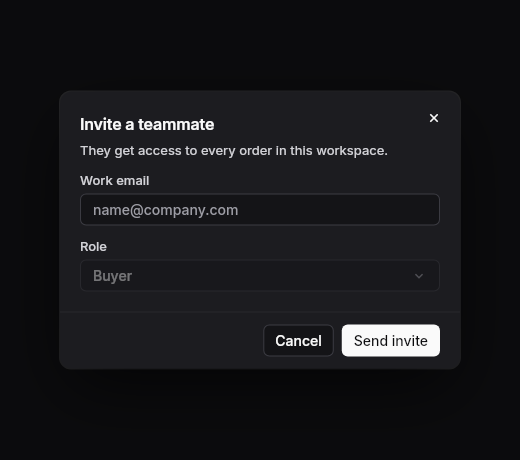 Invite a teammate
They get access to every order in this workspace.
Work email
name@company.com
Role
Buyer
Cancel
Send invite